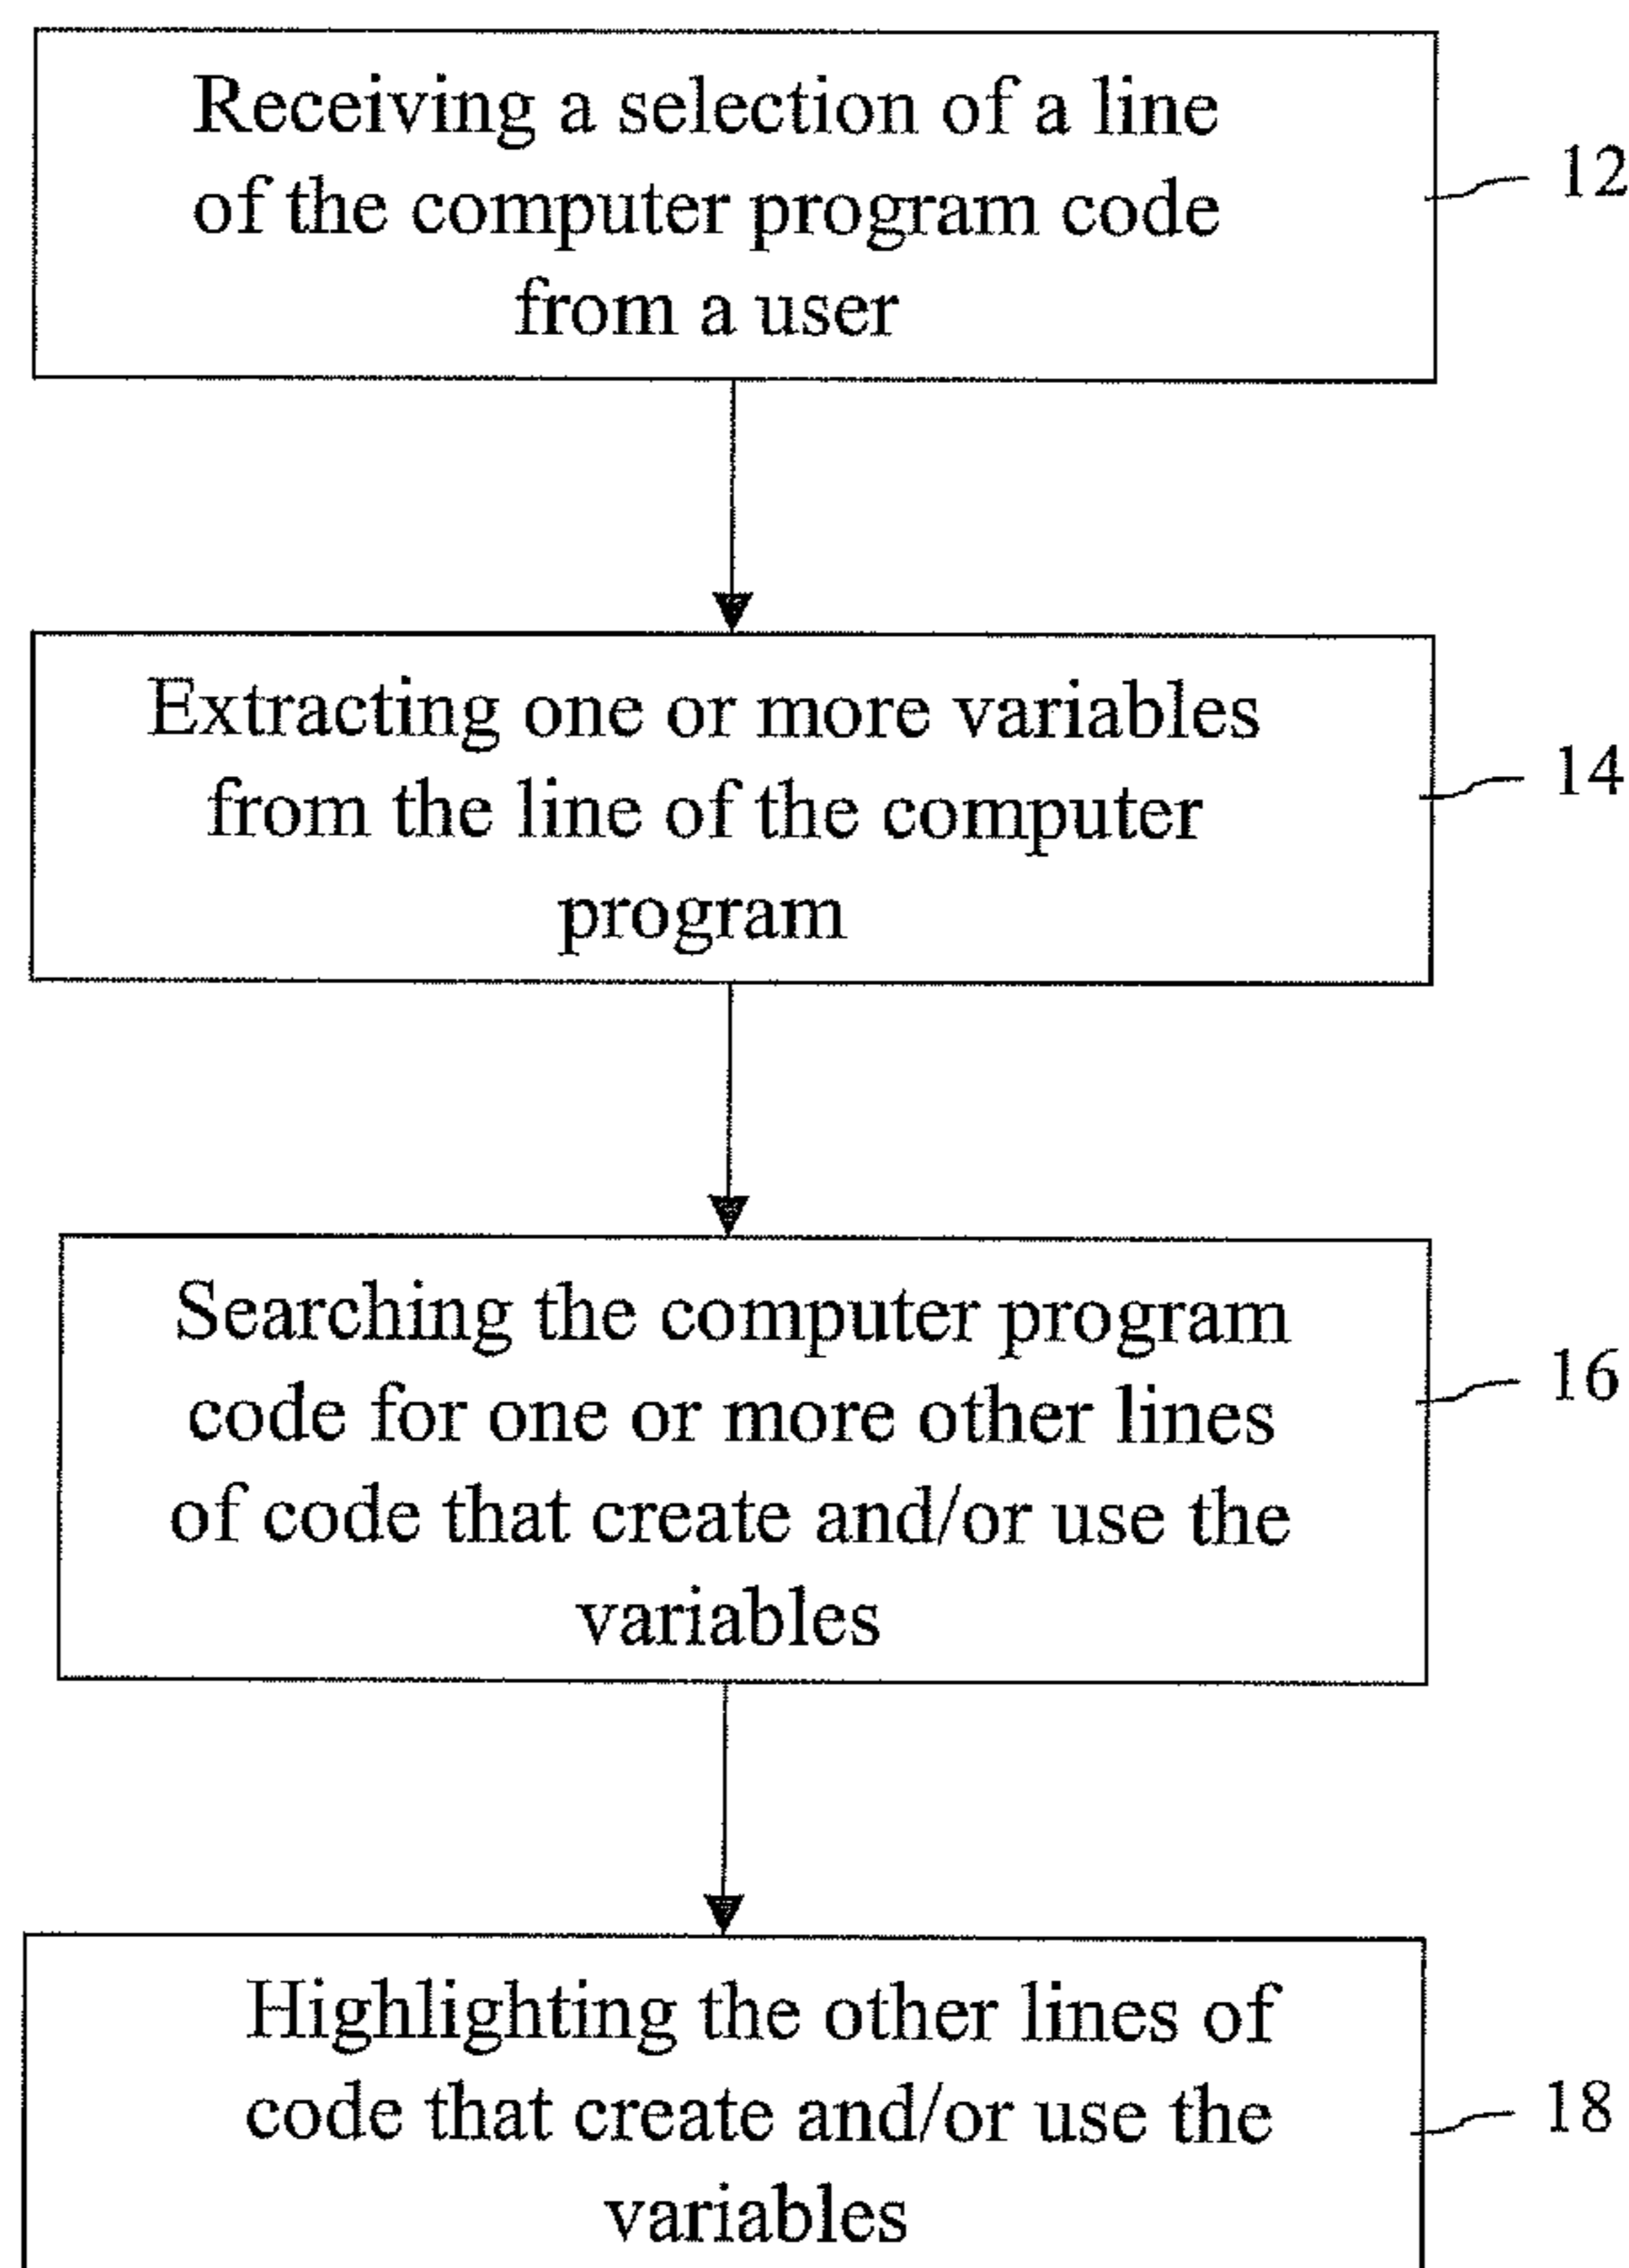 Receiving a selection of a line
of the computer program code
from a user
12
Extracting one or more variables
from the line of the computer
program
14
Searching the computer program
code for one or more other lines
of code that create and/or use the
variables
16
Highlighting the other lines of
code that create and/or use the
variables
18